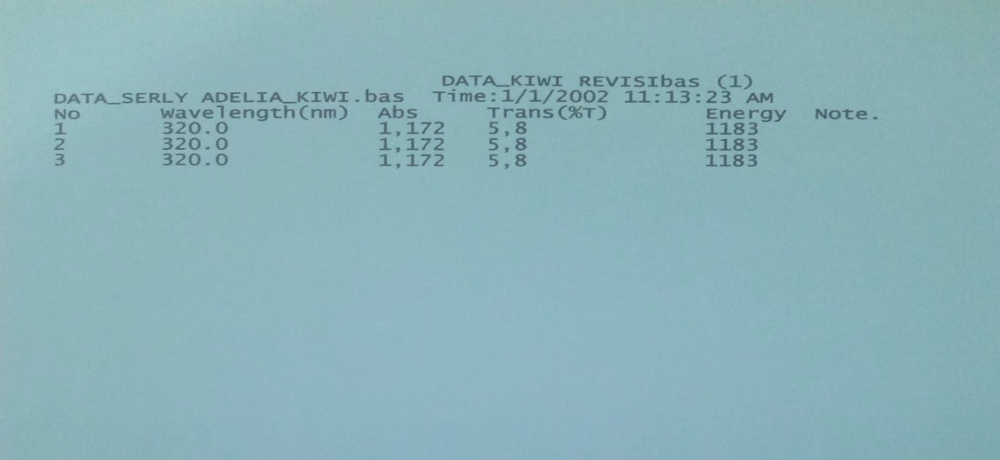 DATA_KIWI REVISIbas (1)
DATA_SERLY ADELIA_KIWI.bas Time:1/1/2002 11:13:23 AM
No Wavelength(nm) Abs Trans(%T) Energy Note.
1 320.0 1,172 5,8 1183
2 320.0 1,172 5,8 1183
3 320.0 1,172 5,8 1183